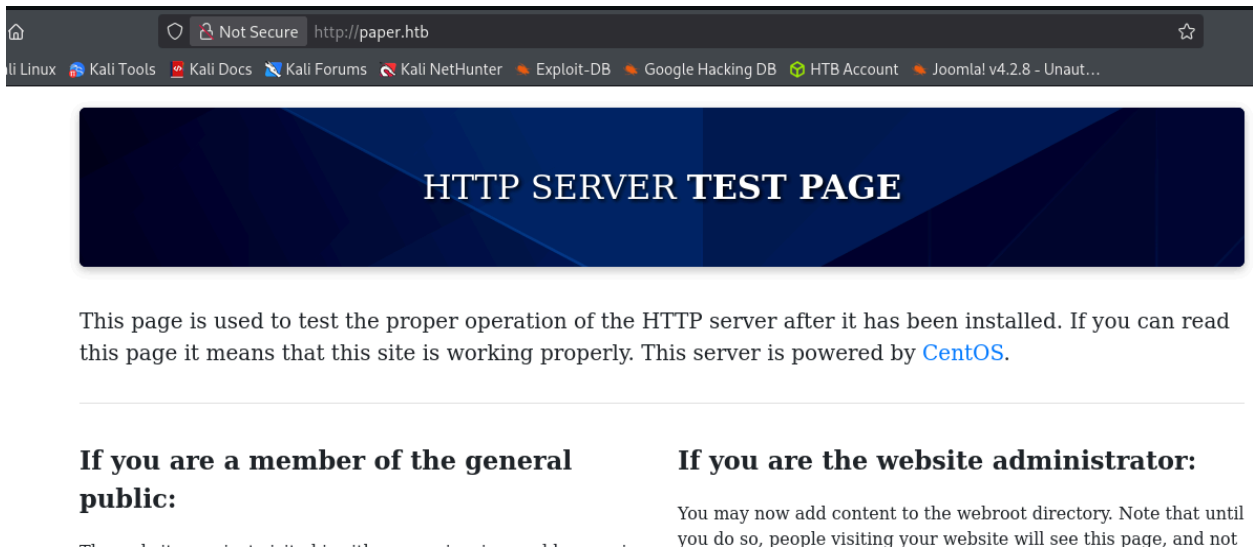 Not Secure http://paper.htb
ali Linux Kali Tools Kali Docs Kali Forums Kali NetHunter Exploit-DB Google Hacking DB HTB Account Joomla! v4.2.8 - Unaut...
HTTP SERVER TEST PAGE
This page is used to test the proper operation of the HTTP server after it has been installed. If you can read
this page it means that this site is working properly. This server is powered by CentOS.
If you are a member of the general
public:
If you are the website administrator:
You may now add content to the webroot directory. Note that until
you do so, people visiting your website will see this page, and not